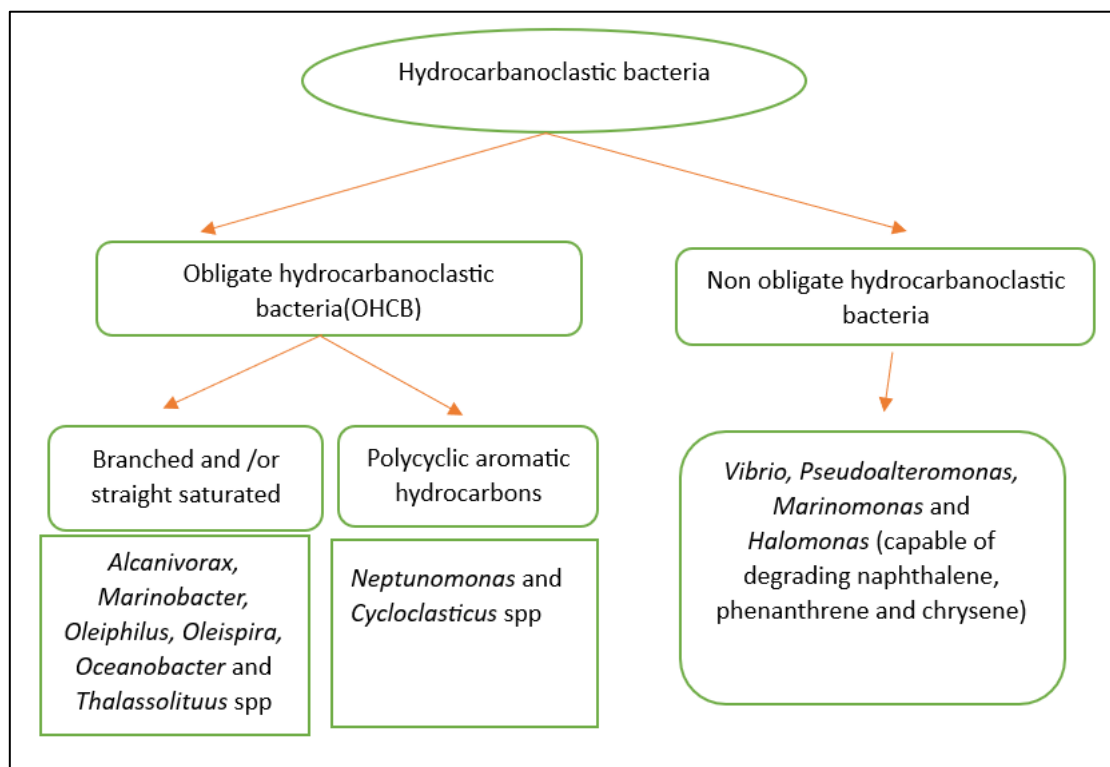 Hydrocarbanoclastic bacteria
Obligate hydrocarbanoclastic
bacteria(OHCB)
Non obligate hydrocarbanoclastic
bacteria
Branched and /or
straight saturated
Polycyclic aromatic
hydrocarbons
Alcanivorax,
Marinobacter,
Oleiphilus, Oleispira,
Oceanobacter and
Thalassolituus spp
Neptunomonas and
Cycloclasticus spp
Vibrio, Pseudoalteromonas,
Marinomonas and
Halomonas (capable of
degrading naphthalene,
phenanthrene and chrysene)